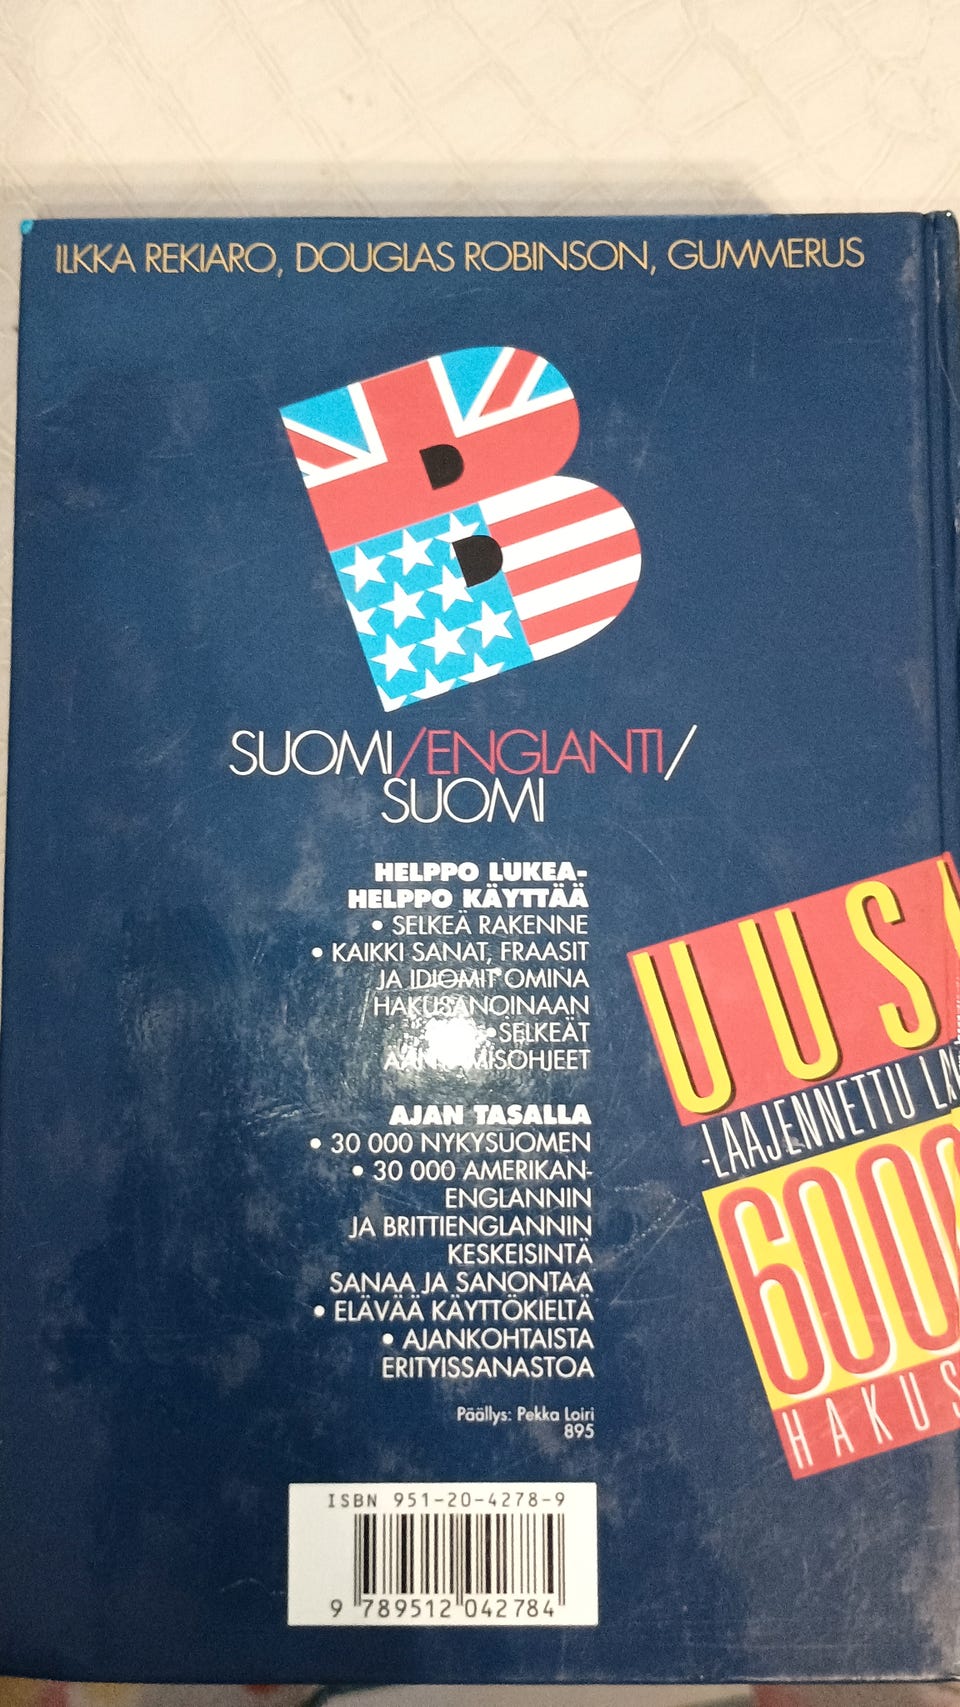 ILKKA REKIARO, DOUGLAS ROBINSON, GUMMERUS
B
SUOMI/ENGLANTI/
SUOMI
HELPPO LUKEA-
HELPPO KÄYTTÄÄ
• SELKEÄ RAKENNE
• KAIKKI SANAT, FRAASIT
JA IDIOMIT OMINA
HAKUSANOINAAN
• SELKEÄT
AJAN TASALLA
• 30 000 NYKYSUOMEN
• 30 000 AMERIKAN-
ENGLANNIN
JA BRITTIENGLANNIN
KESKEISINTÄ
SANAA JA SANONTAA
• ELÄVÄÄ KÄYTTÖKIELTÄ
• AJANKOHTAISTA
ERITYISSANASTOA
Päällys: Pekka Loiri
895
UUS
-LAAJENNETTU LA
6000
HAKUS
ISBN 951-20-4278-9
9 789512 042784